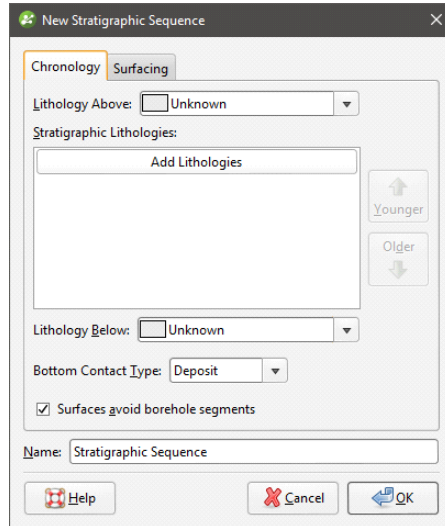 New Stratigraphic Sequence
Chronology Surfacing
Lithology Above: Unknown
Stratigraphic Lithologies:
Add Lithologies
Younger
Older
Lithology Below: Unknown
Bottom Contact Type: Deposit
Surfaces avoid borehole segments
Name: Stratigraphic Sequence
Help Cancel OK